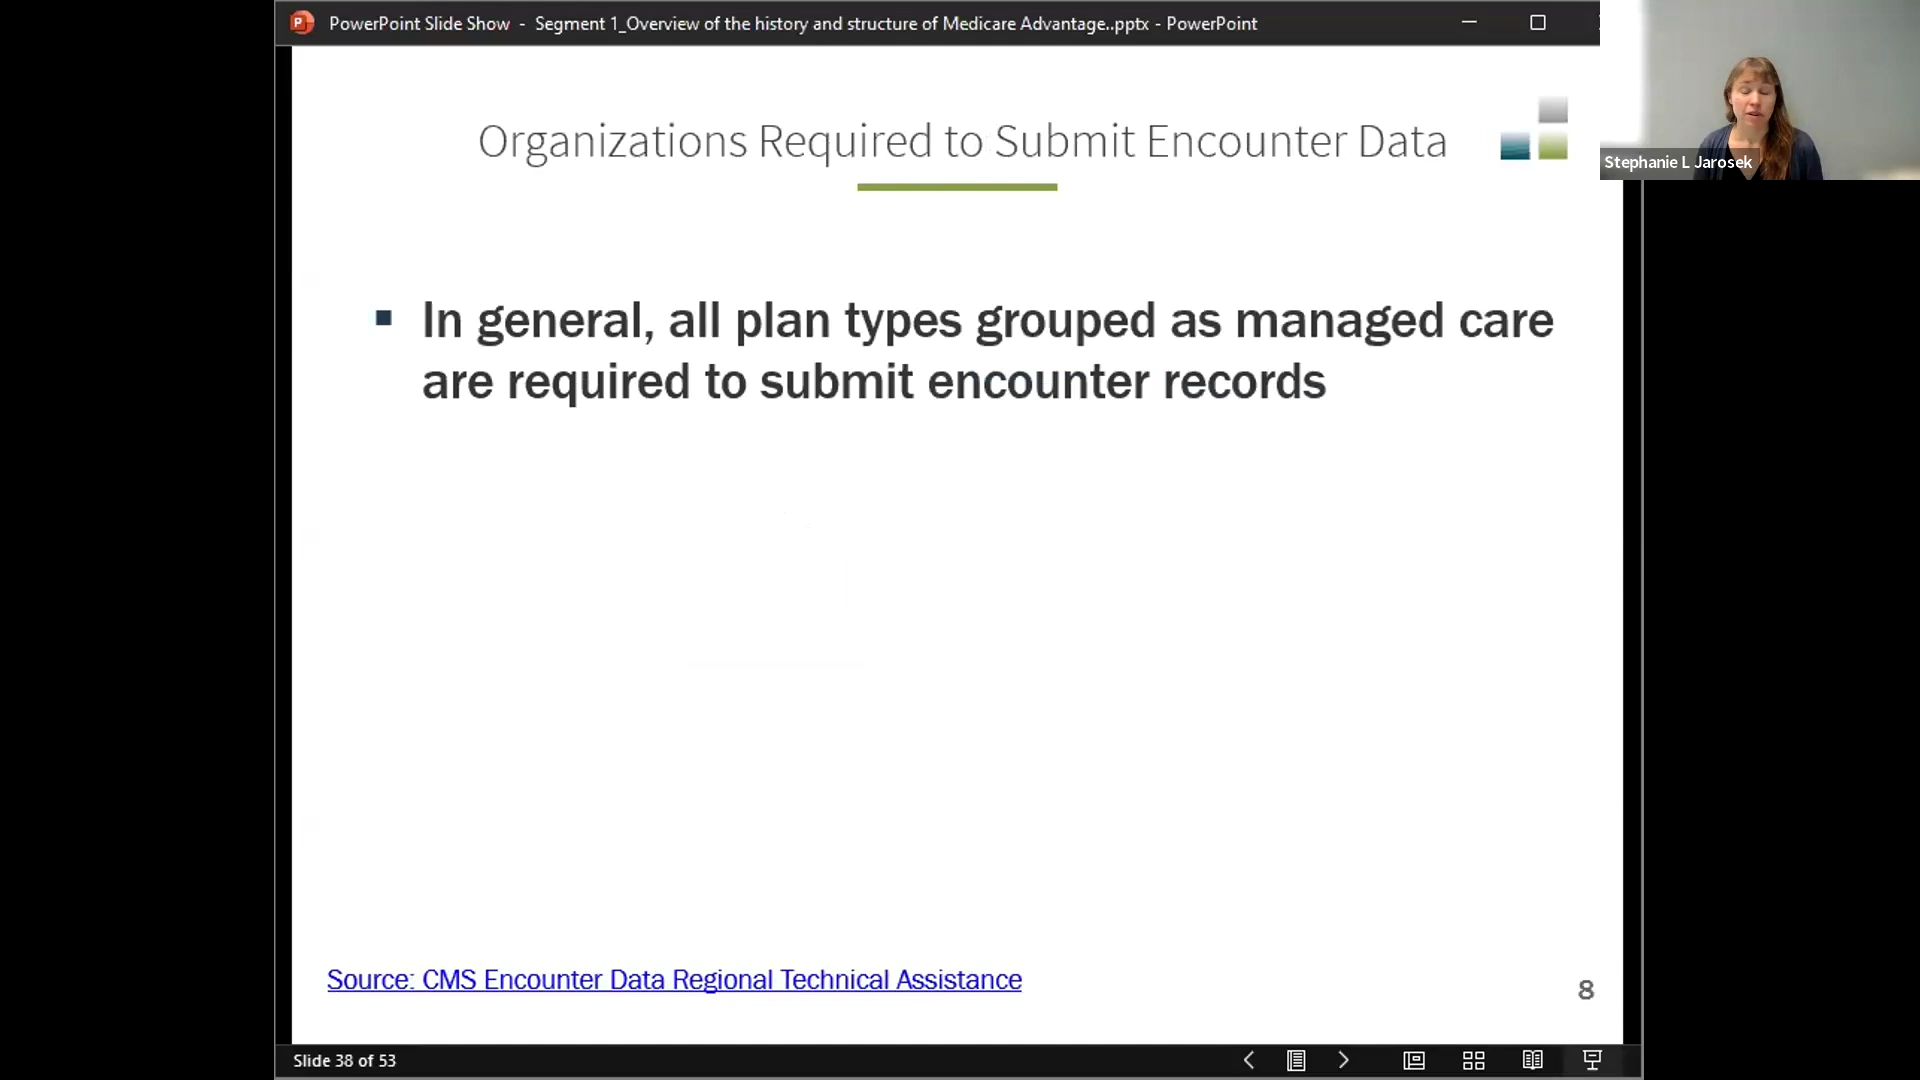 PowerPoint Slide Show - Segment 1_Overview of the history and structure of Medicare Advantage..pptx - PowerPoint
Organizations Required to Submit Encounter Data
Stephanie L Jarosek
In general, all plan types grouped as managed care
are required to submit encounter records
Source: CMS Encounter Data Regional Technical Assistance
8
Slide 38 of 53